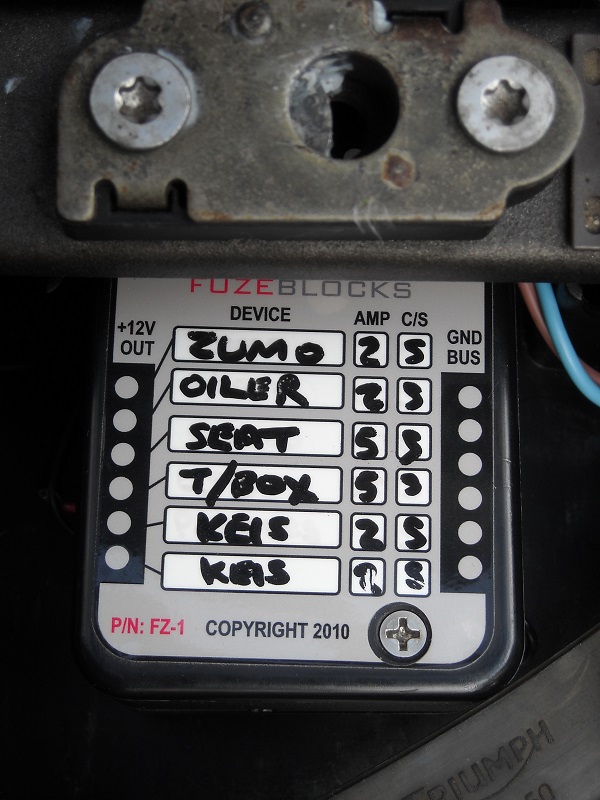 FUZEBLOCKS
DEVICE AMP C/S
+12V OUT
GND BUS
ZUMO 2 S
OILER 2 S
SEAT 5 S
T/BOX 5
KEIS 2 S
KEIS S
P/N: FZ-1 COPYRIGHT 2010
TRIUMPH